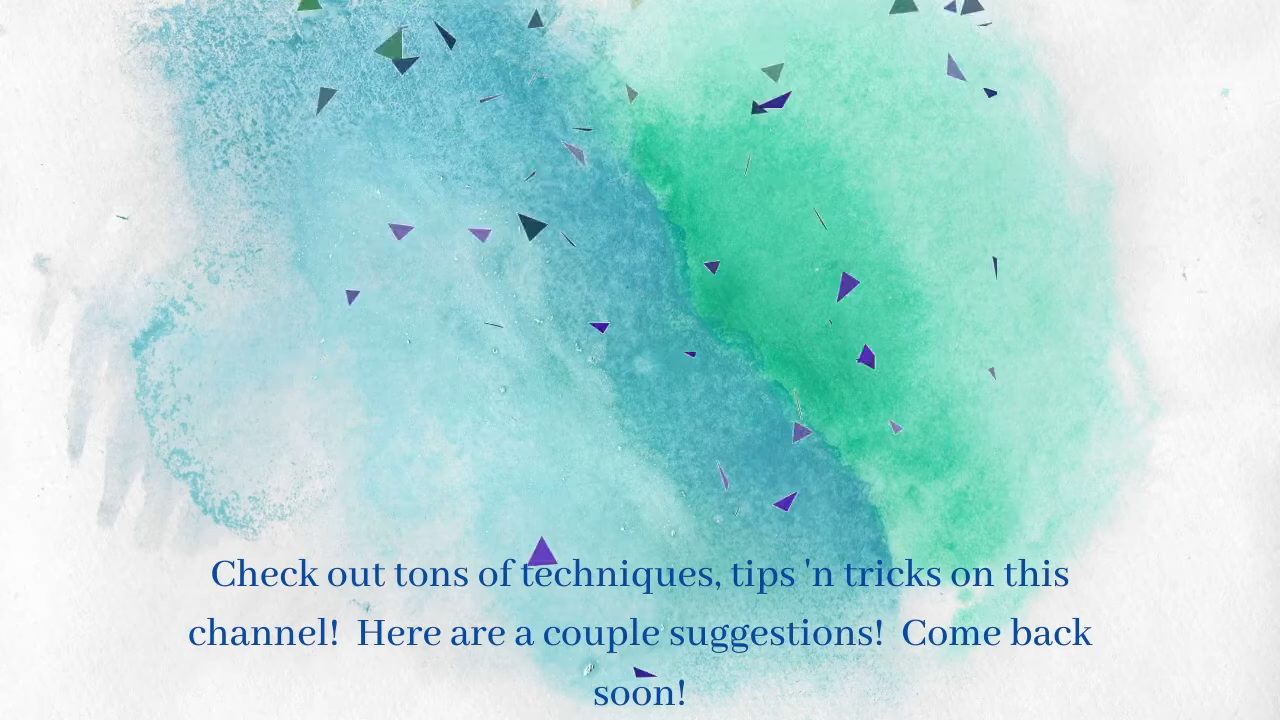 Check out tons of techniques, tips 'n tricks on this
channel!  Here are a couple suggestions!  Come back
soon!